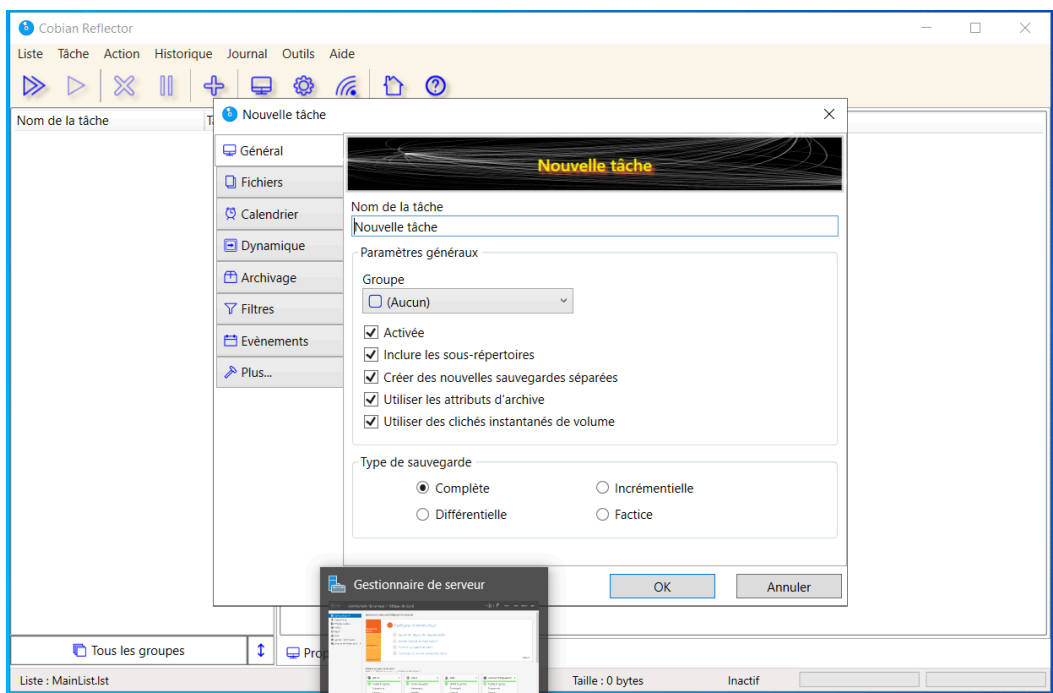 Cobian Reflector
Liste Tâche Action Historique Journal Outils Aide
Nom de la tâche
Nouvelle tâche
Général
Fichiers
Calendrier
Dynamique
Archivage
Filtres
Evènements
Plus...
Nouvelle tâche
Nom de la tâche
Nouvelle tâche
Paramètres généraux
Groupe
(Aucun)
Activée
Inclure les sous-répertoires
Créer des nouvelles sauvegardes séparées
Utiliser les attributs d'archive
Utiliser des clichés instantanés de volume
Type de sauvegarde
Complète Incrémentielle
Différentielle Factice
OK Annuler
Gestionnaire de serveur
Tous les groupes
Liste : MainList.lst Taille : 0 bytes Inactif